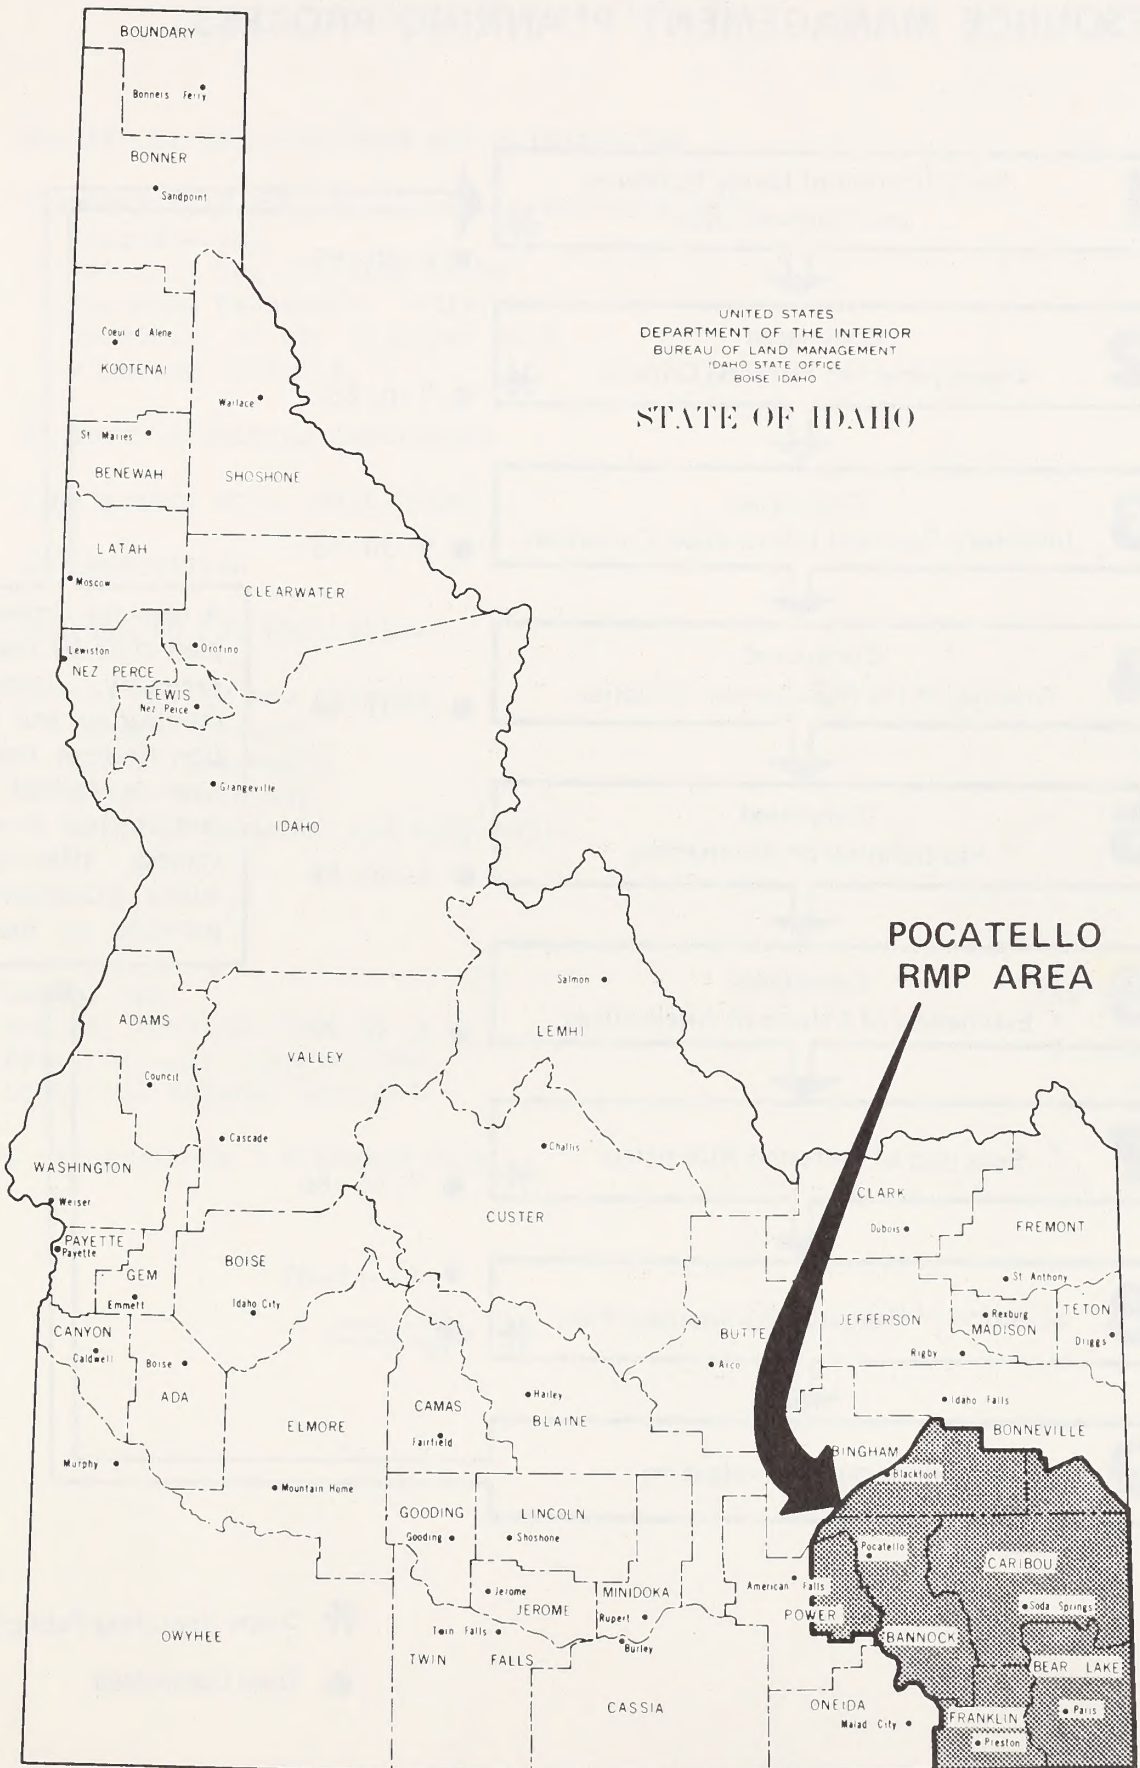 BOUNDARY
Bonners Ferry
BONNER
Sandpoint
UNITED STATES
DEPARTMENT OF THE INTERIOR
BUREAU OF LAND MANAGEMENT
IDAHO STATE OFFICE
BOISE IDAHO
STATE OF IDAHO
Coeur d Alene
KOOTENAI
Wallace
St Maries
BENEWAH
SHOSHONE
LATAH
Moscow
CLEARWATER
Lewiston
Orofino
NEZ PERCE
LEWIS
Nez Perce
Grangeville
IDAHO
POCATELLO
RMP AREA
Salmon
LEMHI
ADAMS
VALLEY
Council
Cascade
Challis
WASHINGTON
Weiser
CUSTER
CLARK
Dubois
FREMONT
PAYETTE
Payette
BOISE
GEM
Emmett
Idaho City
St Anthony
CANYON
Caldwell
Boise
ADA
BUTTE
Arco
JEFFERSON
Rexburg
MADISON
TETON
Driggs
Rigby
ELMORE
CAMAS
Fairfield
Hailey
BLAINE
Idaho Falls
BONNEVILLE
Murphy
Mountain Home
BINGHAM
Blackfoot
GOODING
Gooding
LINCOLN
Shoshone
Pocatello
CARIBOU
Jerome
JEROME
MINIDOKA
Rupert
American Falls
POWER
Soda Springs
OWYHEE
Twin Falls
Burley
BANNOCK
TWIN FALLS
BEAR LAKE
CASSIA
ONEIDA
Malad City
FRANKLIN
Preston
Paris